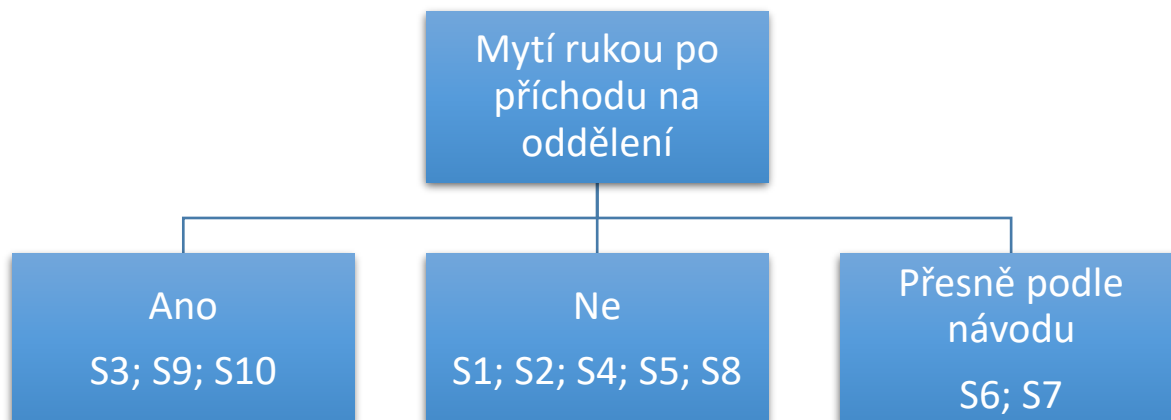 Mytí rukou po
příchodu na
oddělení
Ano
S3; S9; S10
Ne
S1; S2; S4; S5; S8
Přesně podle
návodu
S6; S7